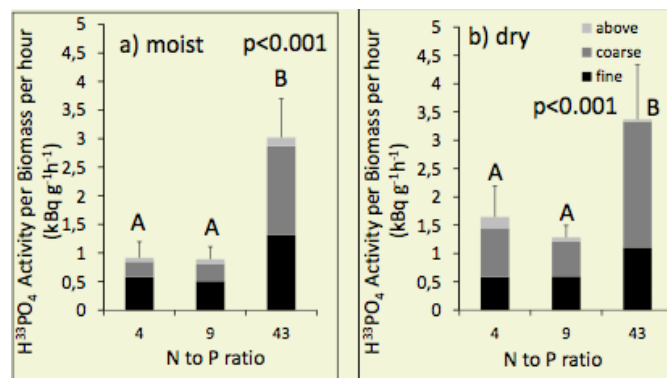 H³³PO₄ Activity per Biomass per hour
(kBq g⁻¹h⁻¹)
5
4,5
4
3,5
3
2,5
2
1,5
1
0,5
0
a) moist
p<0.001
A
A
B
4
9
43
N to P ratio
H³³PO₄ Activity per Biomass per hour
(kBq g⁻¹h⁻¹)
5
4,5
4
3,5
3
2,5
2
1,5
1
0,5
0
b) dry
above
coarse
fine
p<0.001
A
A
B
4
9
43
N to P ratio